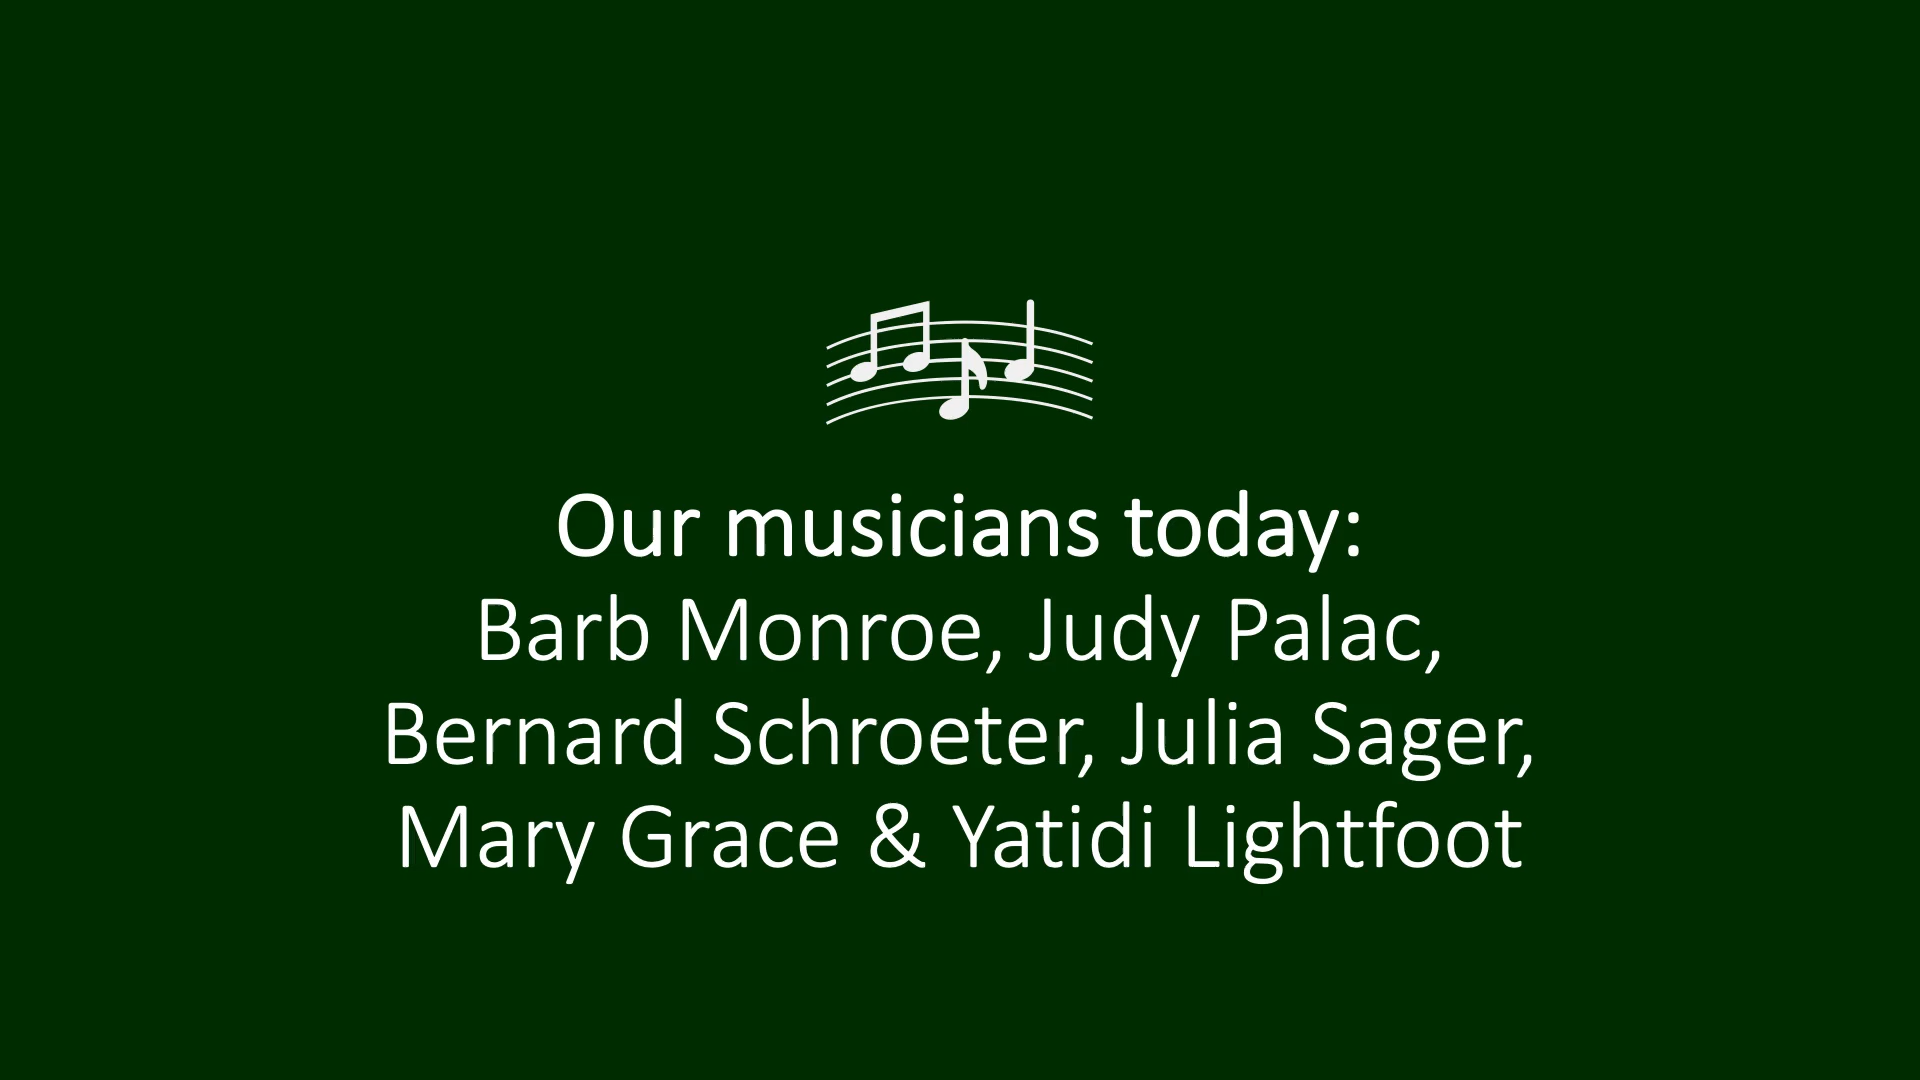 Our musicians today:
Barb Monroe, Judy Palac,
Bernard Schroeter, Julia Sager,
Mary Grace & Yatidi Lightfoot